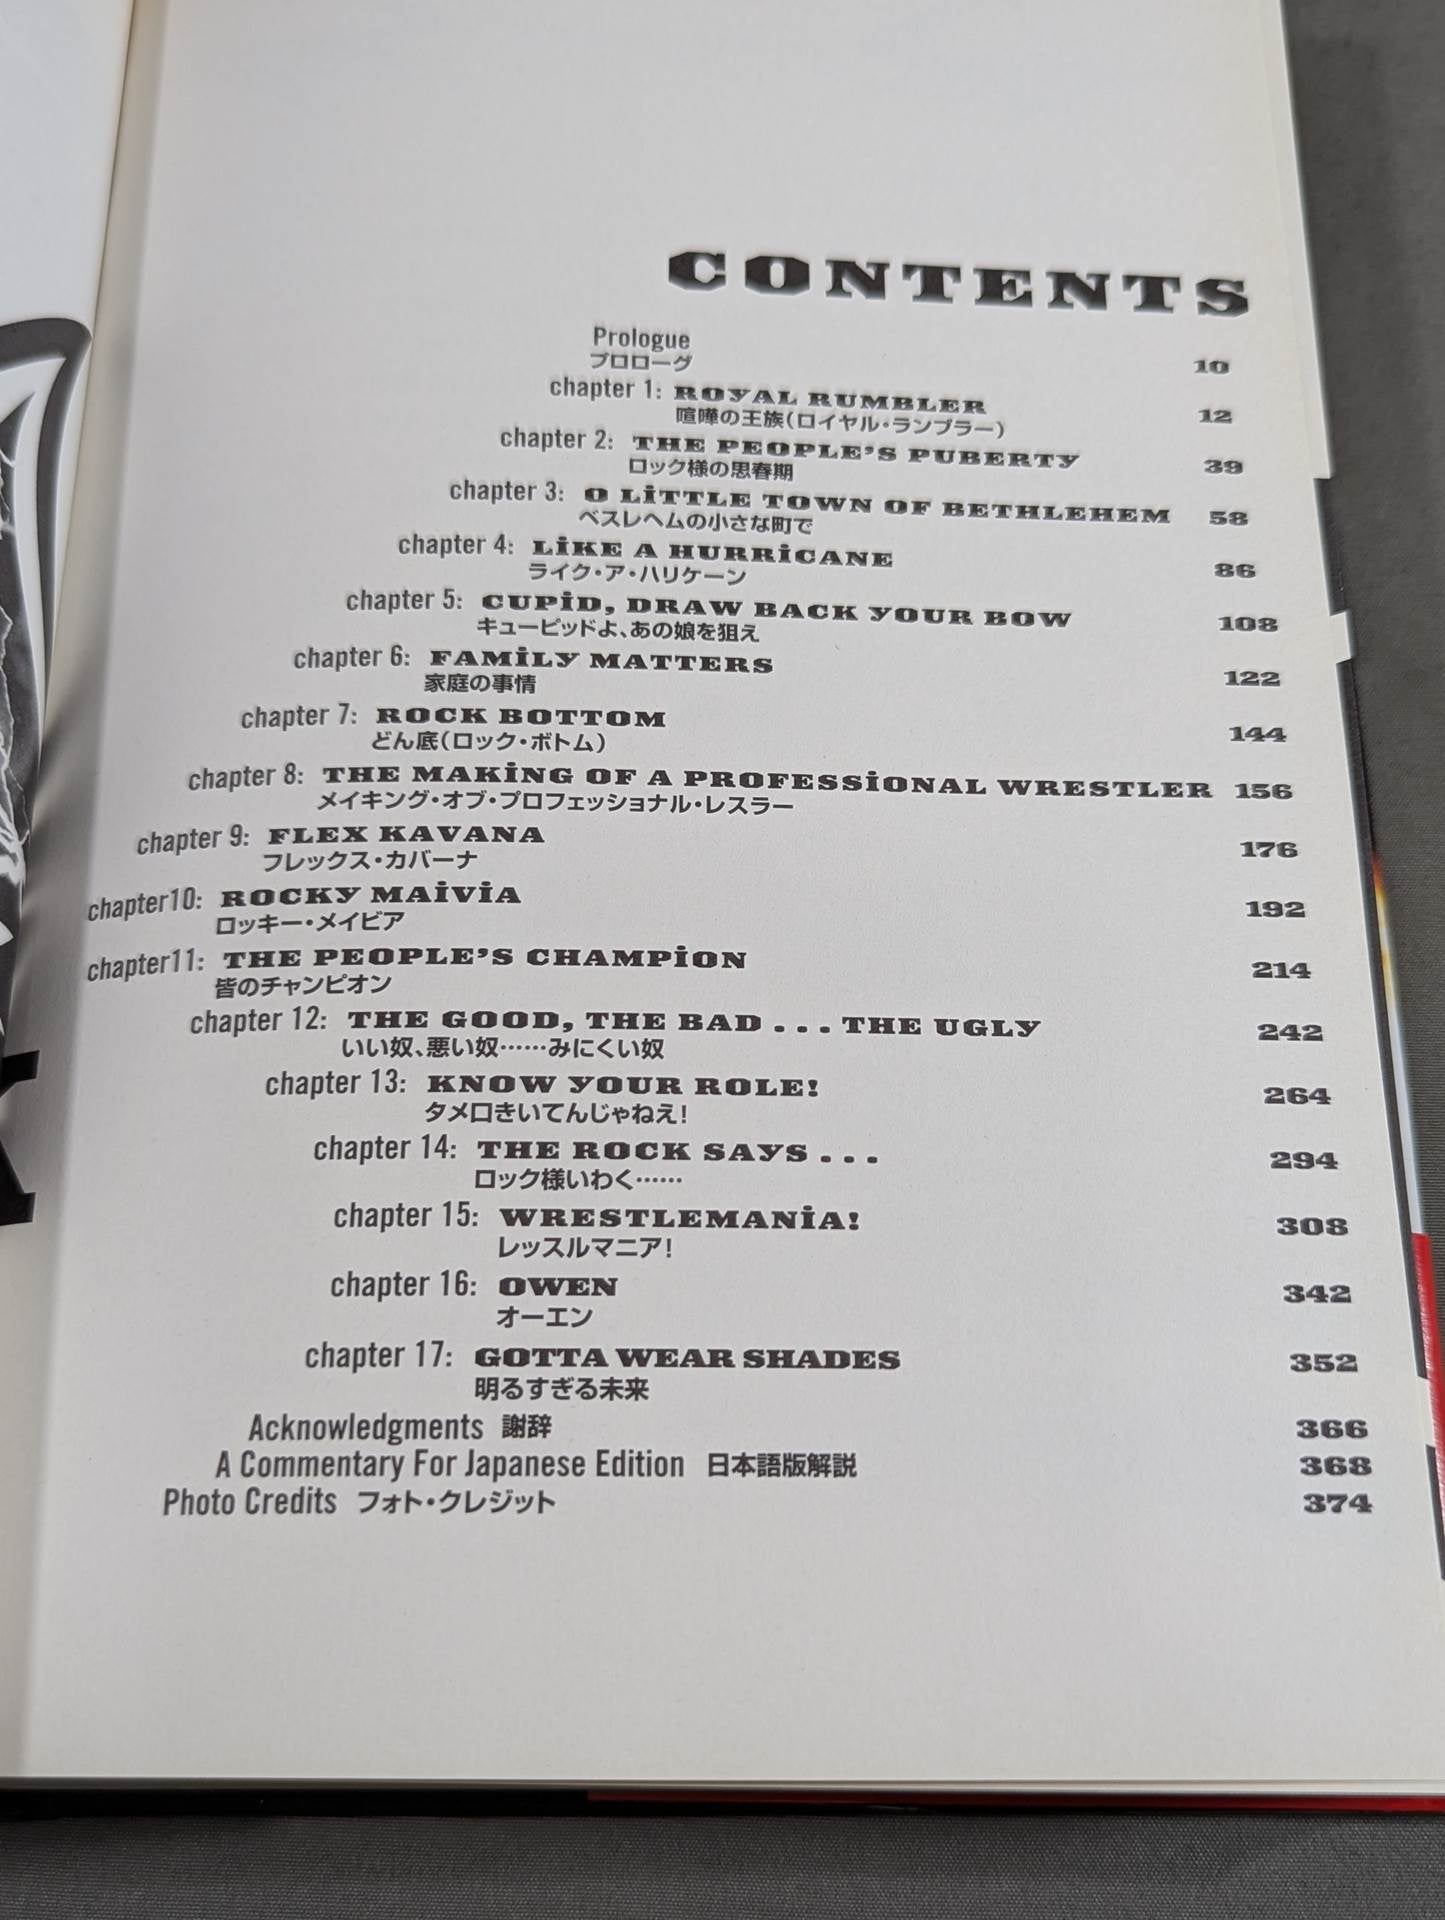 CONTENTS
Prologue
プロローグ 10
chapter 1: ROYAL RUMBLER
喧嘩の王族(ロイヤル・ランブラー) 12
chapter 2: THE PEOPLE'S PUBERTY
ロック様の思春期 39
chapter 3: O LiTTLE TOWN OF BETHLEHEM 58
ベスレヘムの小さな町で
chapter 4: LiKE A HURRiCANE
ライク・ア・ハリケーン 86
chapter 5: CUPiD, DRAW BACK YOUR BOW 108
キューピッドよ、あの娘を狙え
chapter 6: FAMiLY MATTERS 122
家庭の事情
chapter 7: ROCK BOTTOM 144
どん底(ロック・ボトム)
chapter 8: THE MAKiNG OF A PROFESSiONAL WRESTLER 156
メイキング・オブ・プロフェッショナル・レスラー
chapter 9: FLEX KAVANA 176
フレックス・カバーナ
chapter10: ROCKY MAiViA 192
ロッキー・メイビア
chapter11: THE PEOPLE'S CHAMPiON 214
皆のチャンピオン
chapter 12: THE GOOD, THE BAD . . . THE UGLY 242
いい奴、悪い奴……みにくい奴
chapter 13: KNOW YOUR ROLE! 264
タメ口きいてんじゃねえ!
chapter 14: THE ROCK SAYS . . . 294
ロック様いわく……
chapter 15: WRESTLEMANiA! 308
レッスルマニア!
chapter 16: OWEN 342
オーエン
chapter 17: GOTTA WEAR SHADES 352
明るすぎる未来
Acknowledgments 謝辞 366
A Commentary For Japanese Edition 日本語版解説 368
Photo Credits フォト・クレジット 374